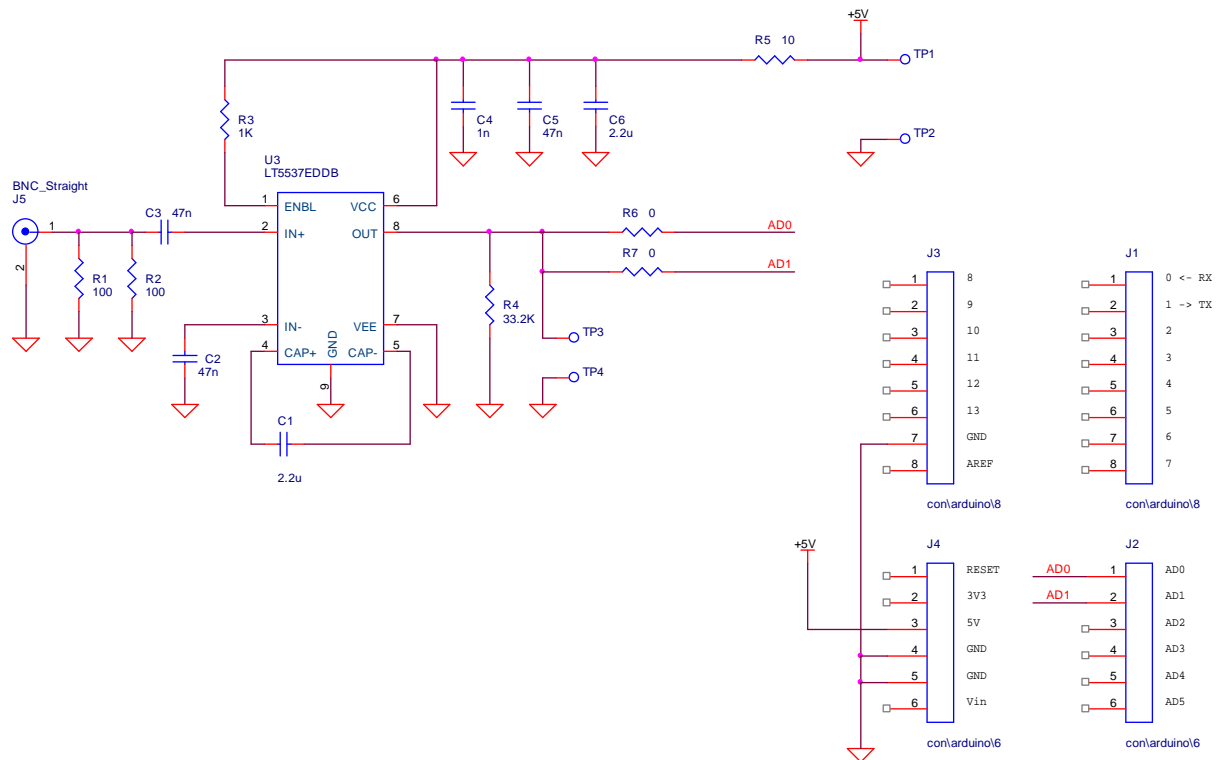 +5V
R5 10
TP1
R3
1K
C4
1n
C5
47n
C6
2.2u
TP2
U3
LT5537EDDB
BNC_Straight
J5
1
2
C3 47n
R1
100
R2
100
1 ENBL VCC 6
2 IN+ OUT 8
3 IN- VEE 7
4 CAP+ GND CAP- 5
9
C2
47n
C1
2.2u
R6 0
AD0
R7 0
AD1
R4
33.2K
TP3
TP4
J3
1 8
2 9
3 10
4 11
5 12
6 13
7 GND
8 AREF
con\arduino\8
J1
1 0 <- RX
2 1 -> TX
3 2
4 3
5 4
6 5
7 6
8 7
con\arduino\8
+5V
J4
1 RESET
2 3V3
3 5V
4 GND
5 GND
6 Vin
con\arduino\6
J2
AD0 1 AD0
AD1 2 AD1
3 AD2
4 AD3
5 AD4
6 AD5
con\arduino\6